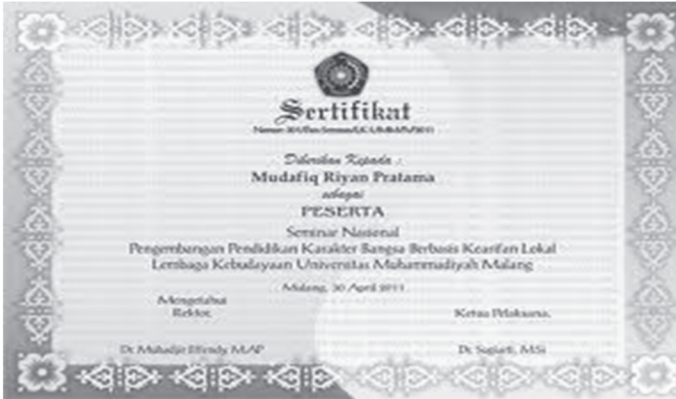 Sertifikat
Diberikan Kepada :
Mudafiq Riyan Pratama
sebagai
PESERTA
Seminar Nasional
Pengembangan Pendidikan Karakter Bangsa Berbasis Kearifan Lokal
Lembaga Kebudayaan Universitas Muhammadiyah Malang
Malang, 30 April 2011
Mengetahui
Rektor, Ketua Pelaksana,
Dr. Muhadjir Effendy, M.AP Dr. Sugiarti, M.Si